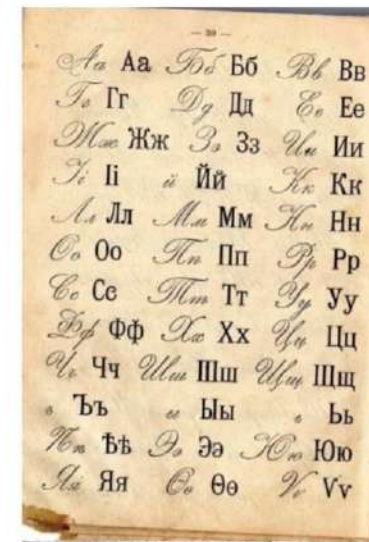 — 39 —
Аа Аа Бб Бб Вв Вв
Гг Гг Дд Дд Ее Ее
Жж Жж Зз Зз Ии Ии
Іі Іі й Йй Кк Кк
Лл Лл Мм Мм Нн Нн
Оо Оо Пп Пп Рр Рр
Сс Сс Тт Тт Уу Уу
Фф Фф Хх Хх Цц Цц
Чч Чч Шш Шш Щщ Щщ
ъ Ъъ ы Ыы ь Ьь
Ѣѣ Ѣѣ Ээ Ээ Юю Юю
Яя Яя Ѳѳ Ѳѳ Ѵѵ Ѵѵ